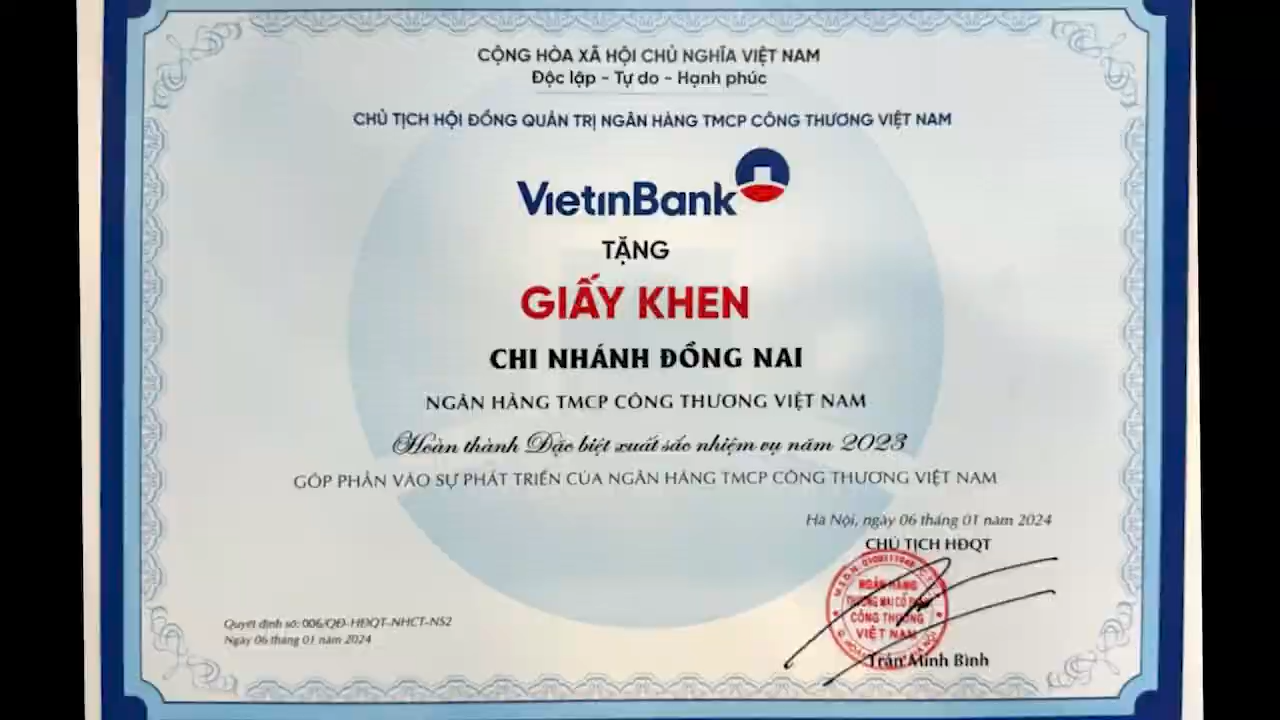 CỘNG HÒA XÃ HỘI CHỦ NGHĨA VIỆT NAM
Độc lập - Tự do - Hạnh phúc
CHỦ TỊCH HỘI ĐỒNG QUẢN TRỊ NGÂN HÀNG TMCP CÔNG THƯƠNG VIỆT NAM
VietinBank
TẶNG
GIẤY KHEN
CHI NHÁNH ĐỒNG NAI
NGÂN HÀNG TMCP CÔNG THƯƠNG VIỆT NAM
Hoàn thành Đặc biệt xuất sắc nhiệm vụ năm 2023
GÓP PHẦN VÀO SỰ PHÁT TRIỂN CỦA NGÂN HÀNG TMCP CÔNG THƯƠNG VIỆT NAM
Hà Nội, ngày 06 tháng 01 năm 2024
CHỦ TỊCH HĐQT
NGÂN HÀNG
THƯƠNG MẠI CỔ
CÔNG THƯƠNG
VIỆT NAM
Trần Minh Bình
Quyết định số: 006/QĐ-HĐQT-NHCT-NS2
Ngày 06 tháng 01 năm 2024